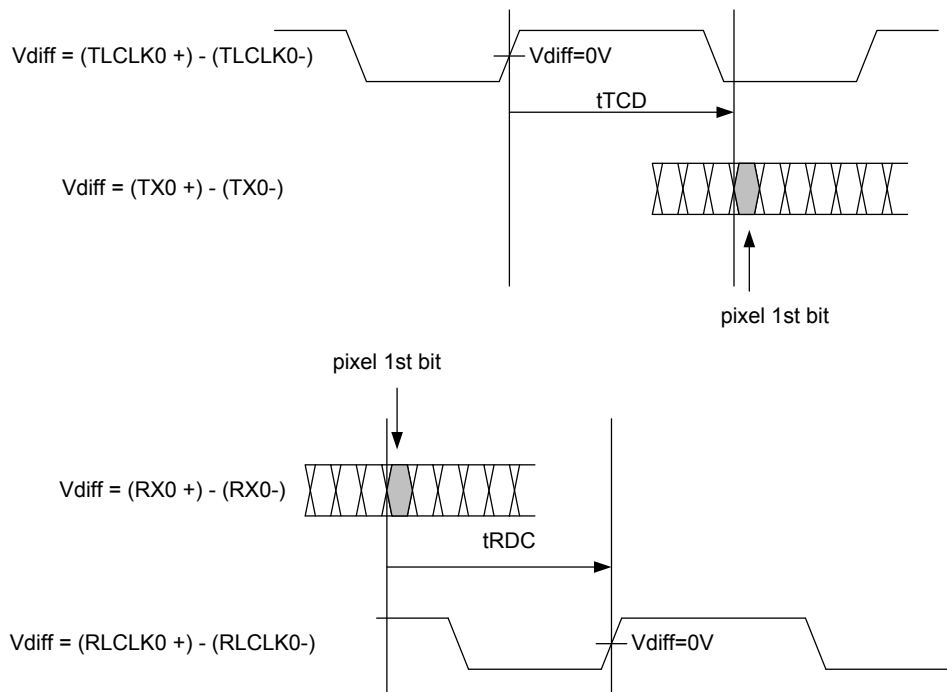 Vdiff = (TLCLK0 +) - (TLCLK0-)
Vdiff=0V
tTCD
Vdiff = (TX0 +) - (TX0-)
pixel 1st bit
pixel 1st bit
Vdiff = (RX0 +) - (RX0-)
tRDC
Vdiff = (RLCLK0 +) - (RLCLK0-)
Vdiff=0V